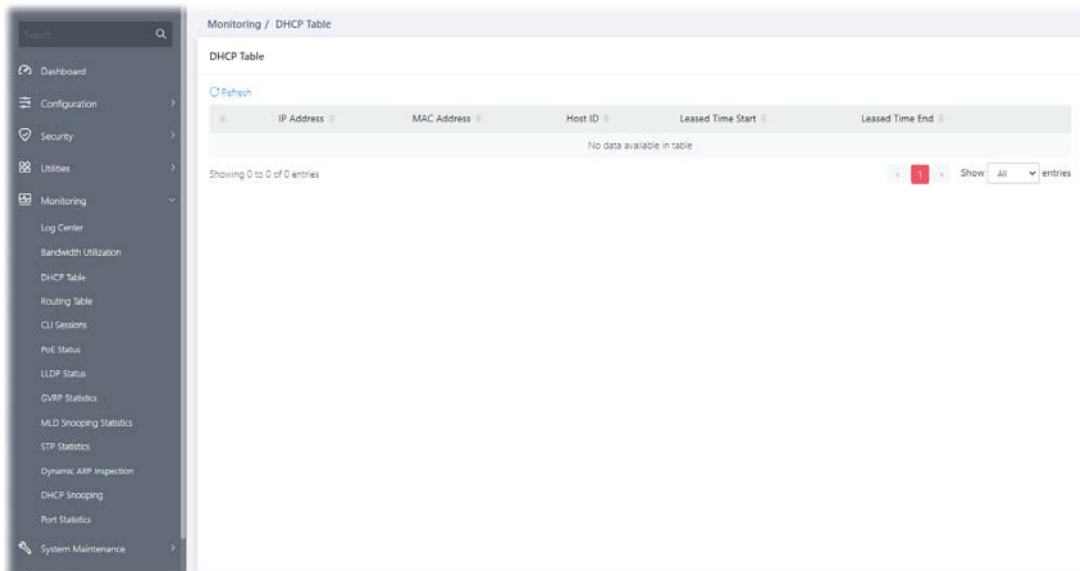 Search...
Dashboard
Configuration
Security
Utilities
Monitoring
Log Center
Bandwidth Utilization
DHCP Table
Routing Table
CLI Sessions
PoE Status
LLDP Status
GVRP Statistics
MLD Snooping Statistics
STP Statistics
Dynamic ARP Inspection
DHCP Snooping
Port Statistics
System Maintenance
Monitoring / DHCP Table
DHCP Table
Refresh
IP Address MAC Address Host ID Leased Time Start Leased Time End
No data available in table
Showing 0 to 0 of 0 entries
« 1 » Show All entries